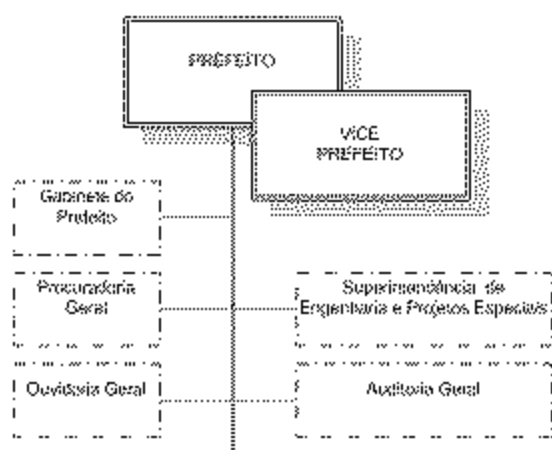 PREFEITO
VICE
PREFEITO
Gabinete do
Prefeito
Procuradoria
Geral
Superintendência de
Engenharia e Projetos Especiais
Ouvidoria Geral
Auditoria Geral